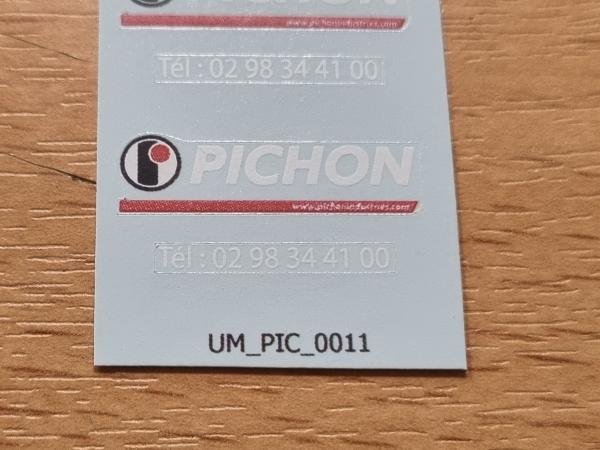 PICHON
www.pichonindustries.com
Tél : 02 98 34 41 00
PICHON
www.pichonindustries.com
Tél : 02 98 34 41 00
UM_PIC_0011